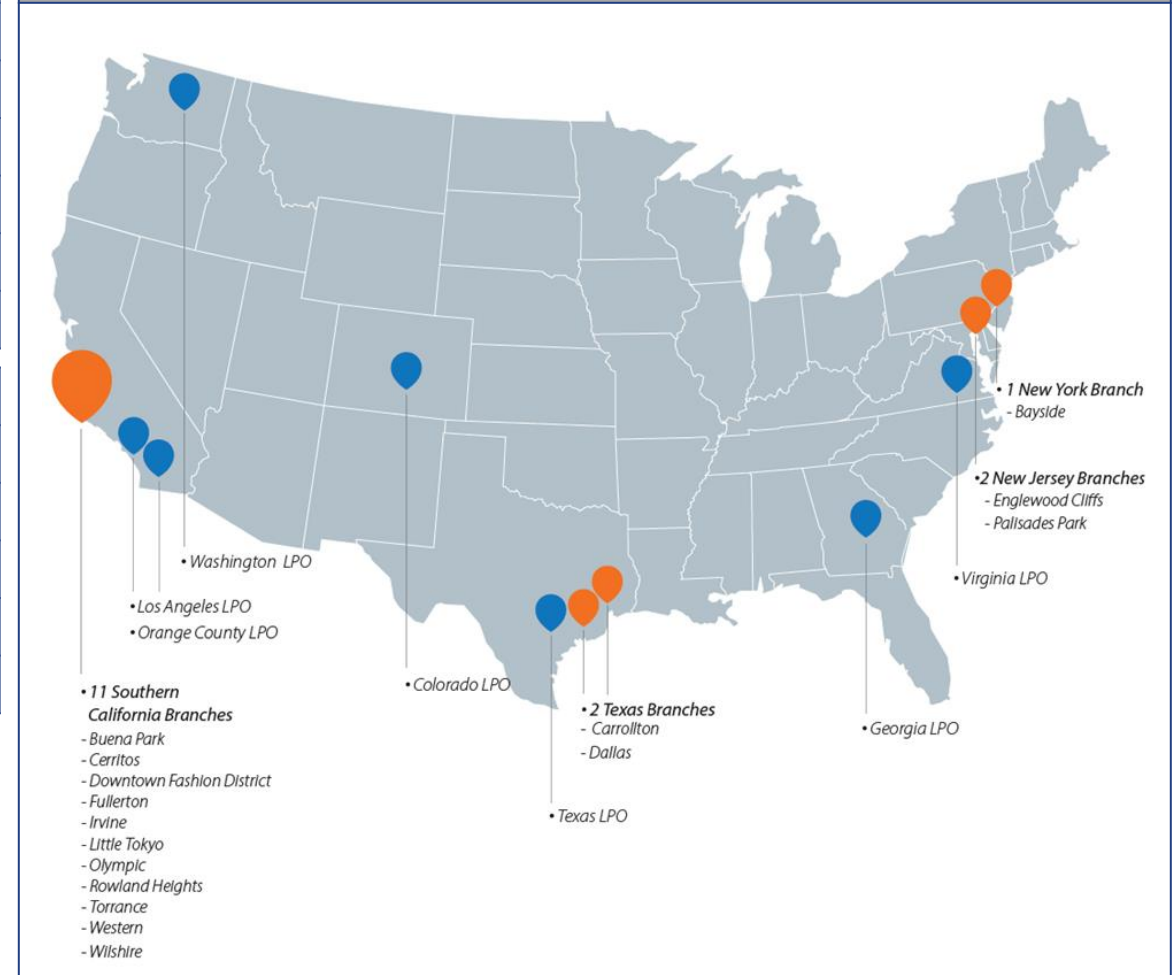 • 1 New York Branch
- Bayside
•2 New Jersey Branches
- Englewood Cliffs
- Palisades Park
• Washington LPO
• Virginia LPO
• Los Angeles LPO
• Orange County LPO
• Colorado LPO
• 11 Southern
California Branches
- Buena Park
- Cerritos
- Downtown Fashion District
- Fullerton
- Irvine
- Little Tokyo
- Olympic
- Rowland Heights
- Torrance
- Western
- Wilshire
• 2 Texas Branches
- Carrollton
- Dallas
• Georgia LPO
• Texas LPO